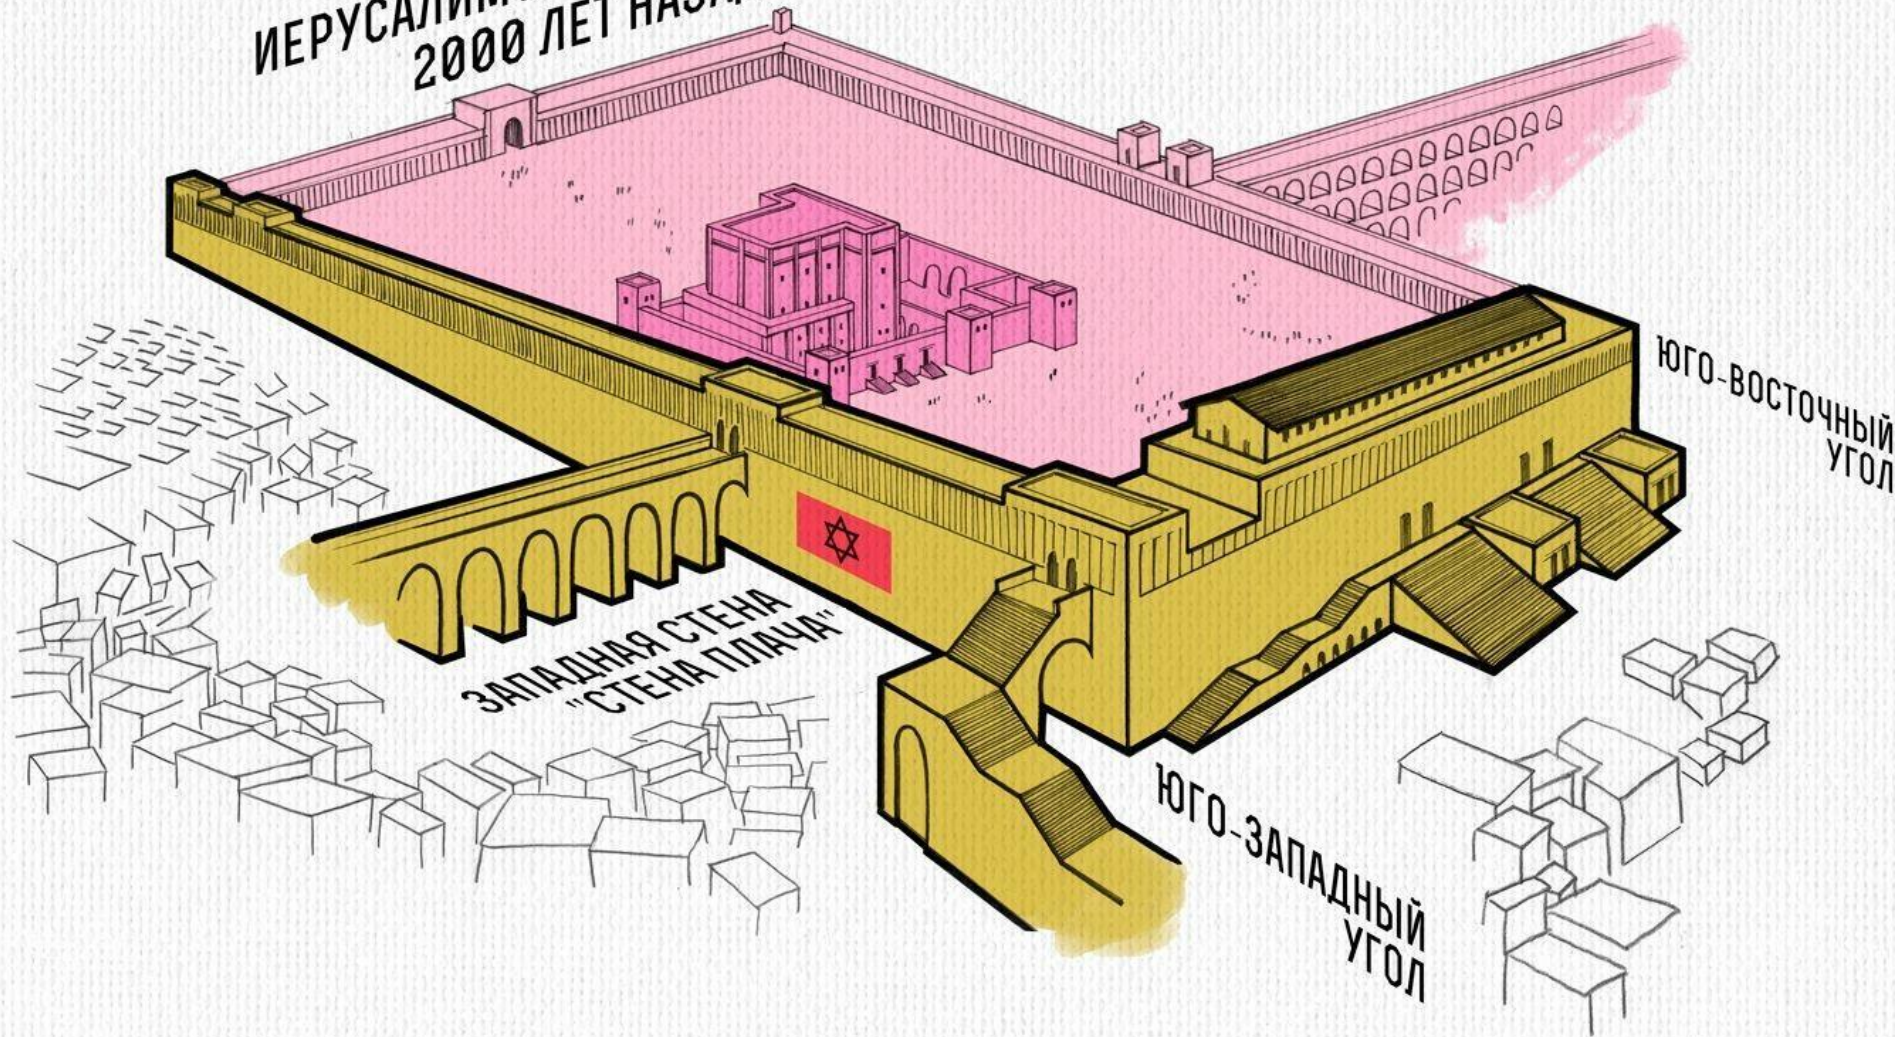 2000 ЛЕТ
ЮГО-ВОСТОЧНЫЙ
УГОЛ
ЗАПАДНАЯ СТЕНА
"СТЕНА ПЛАЧА"
ЮГО-ЗАПАДНЫЙ
УГОЛ